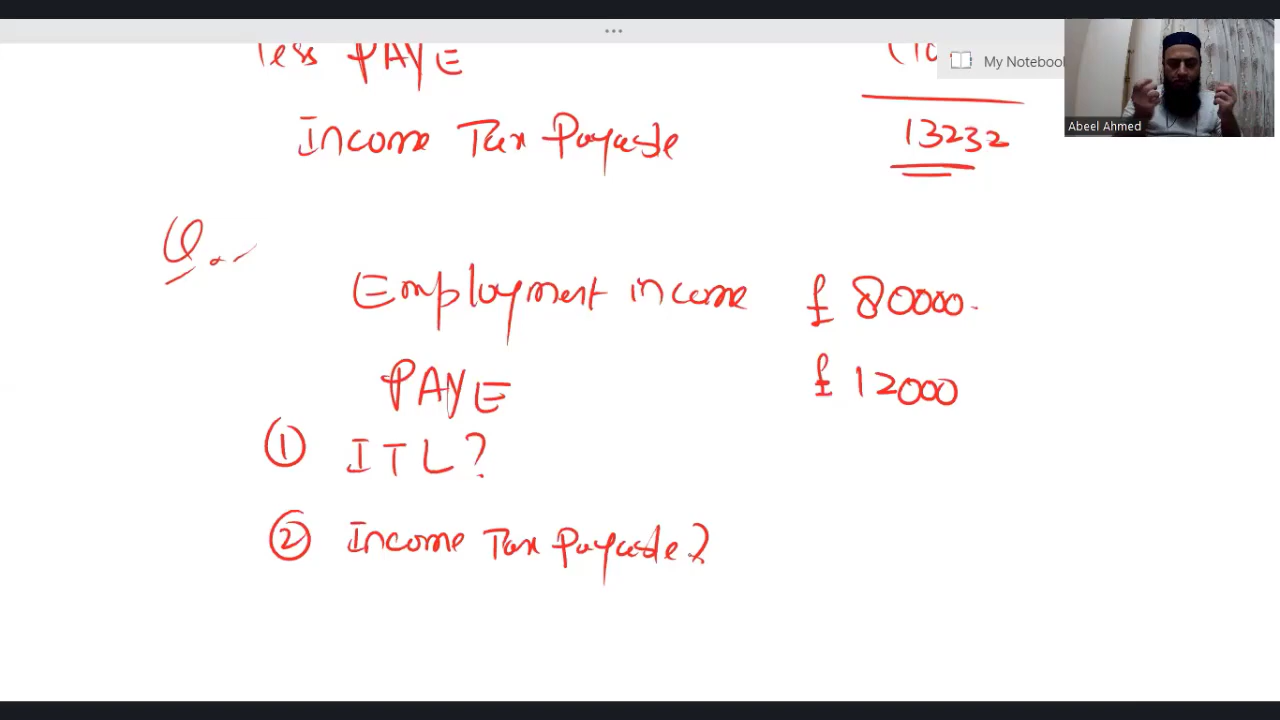 less PAYE
My Notebook
Income Tax Payable 13232
Abeel Ahmed
Q..
Employment income £ 80000.
PAYE £ 12000
① ITL?
② Income Tax Payable?